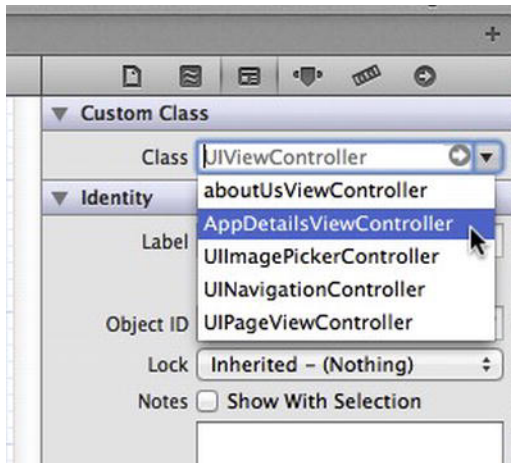 Custom Class
Class UIViewController
aboutUsViewController
Identity
AppDetailsViewController
Label
UIImagePickerController
UINavigationController
Object ID UIPageViewController
Lock Inherited – (Nothing)
Notes Show With Selection